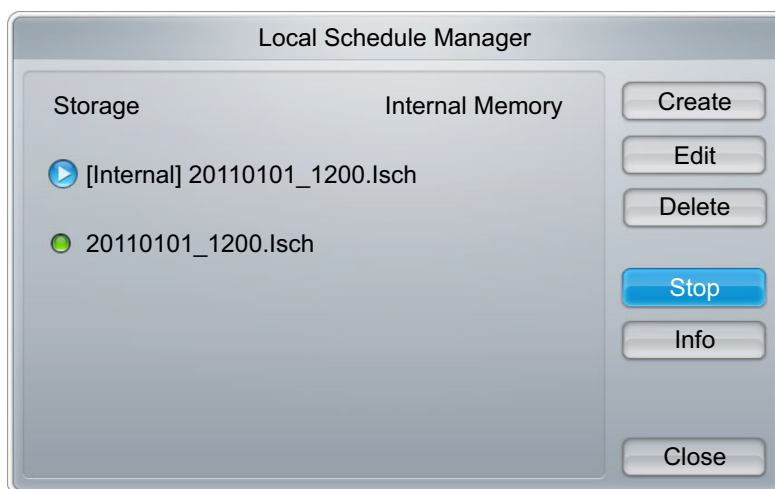 Local Schedule Manager
Storage Internal Memory
[Internal] 20110101_1200.lsch
20110101_1200.lsch
Create
Edit
Delete
Stop
Info
Close